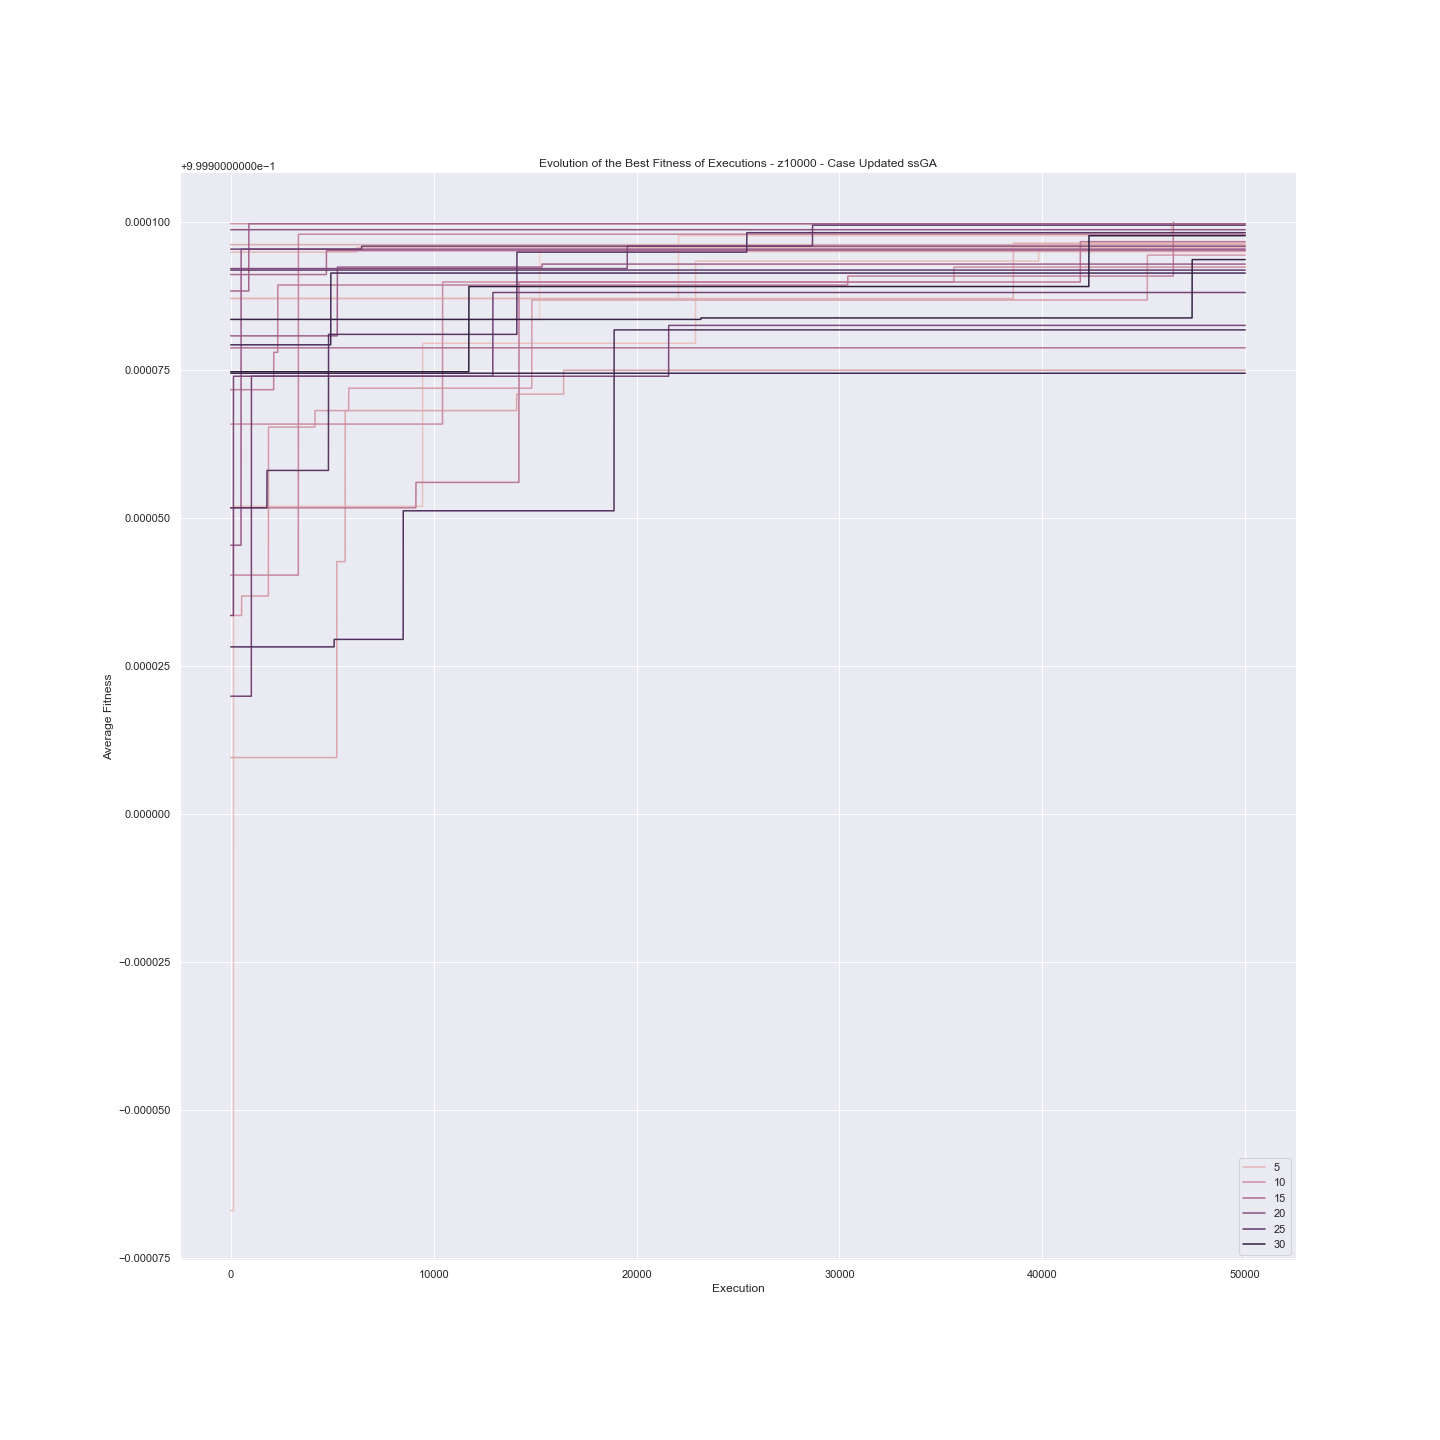 +9.9990000000e−1
Evolution of the Best Fitness of Executions - z10000 - Case Updated ssGA
0.000100
0.000075
0.000050
0.000025
0.000000
−0.000025
−0.000050
−0.000075
Average Fitness
0 10000 20000 30000 40000 50000
Execution
5
10
15
20
25
30